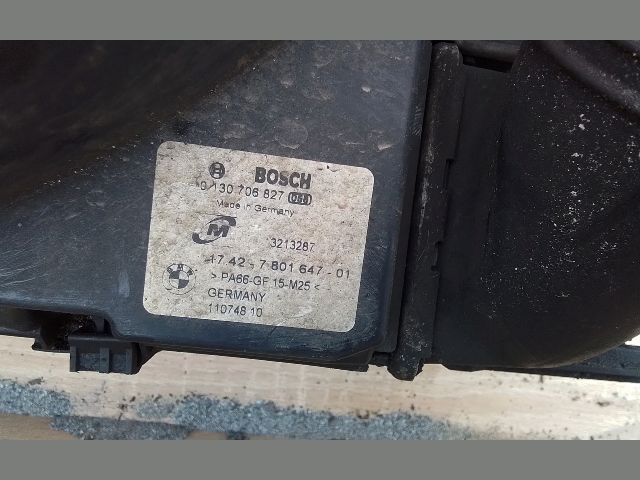 BOSCH
0 130 706 827
Made in Germany
M
3213287
17 42 - 7 801 647 - 01
> PA66-GF 15-M25 <
GERMANY
110748 10